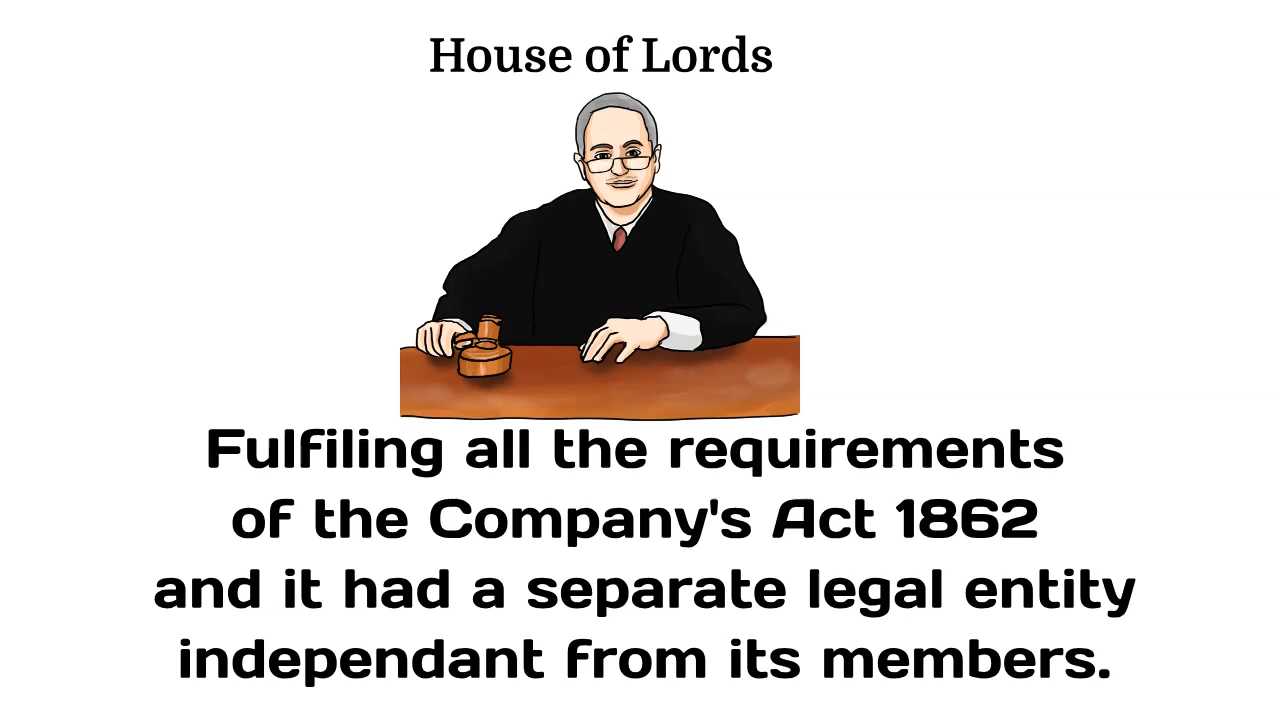 House of Lords
Fulfiling all the requirements
of the Company's Act 1862
and it had a separate legal entity
independant from its members.